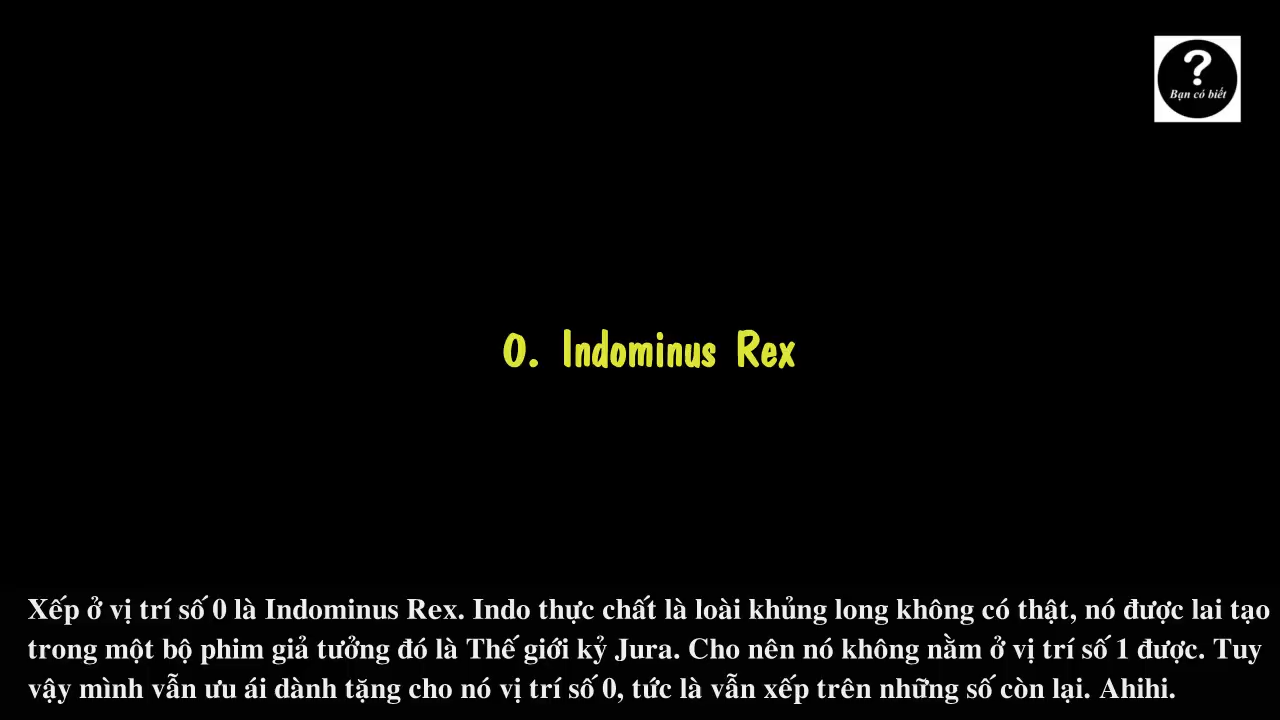 ?
Bạn có biết
0. Indominus Rex
Xếp ở vị trí số 0 là Indominus Rex. Indo thực chất là loài khủng long không có thật, nó được lai tạo
trong một bộ phim giả tưởng đó là Thế giới kỷ Jura. Cho nên nó không nằm ở vị trí số 1 được. Tuy
vậy mình vẫn ưu ái dành tặng cho nó vị trí số 0, tức là vẫn xếp trên những số còn lại. Ahihi.